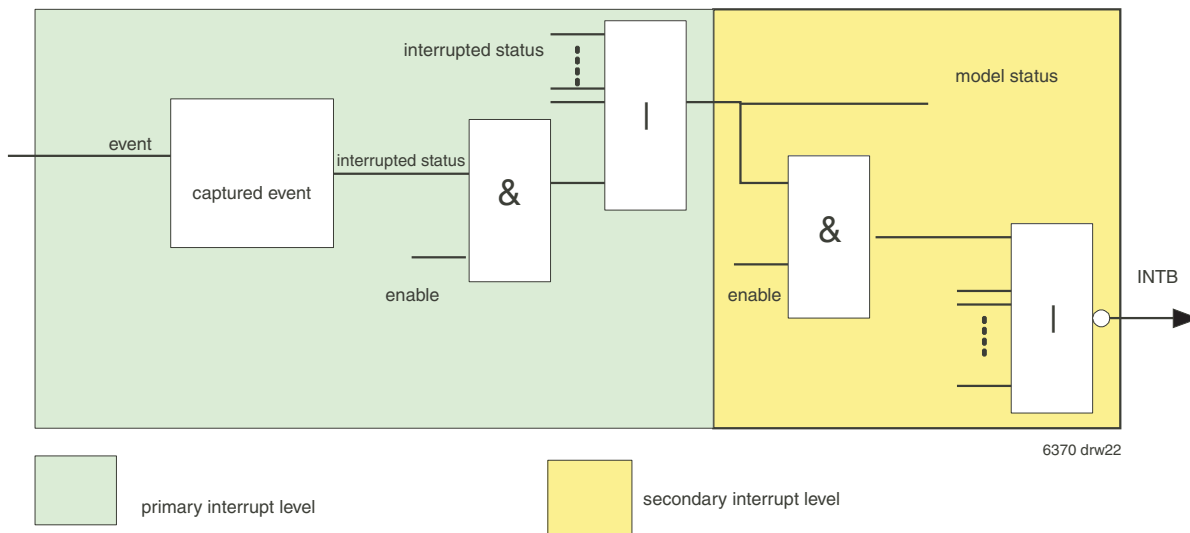 interrupted status
|
model status
event
interrupted status
captured event
&
&
enable
enable
INTB
|
6370 drw22
primary interrupt level
secondary interrupt level